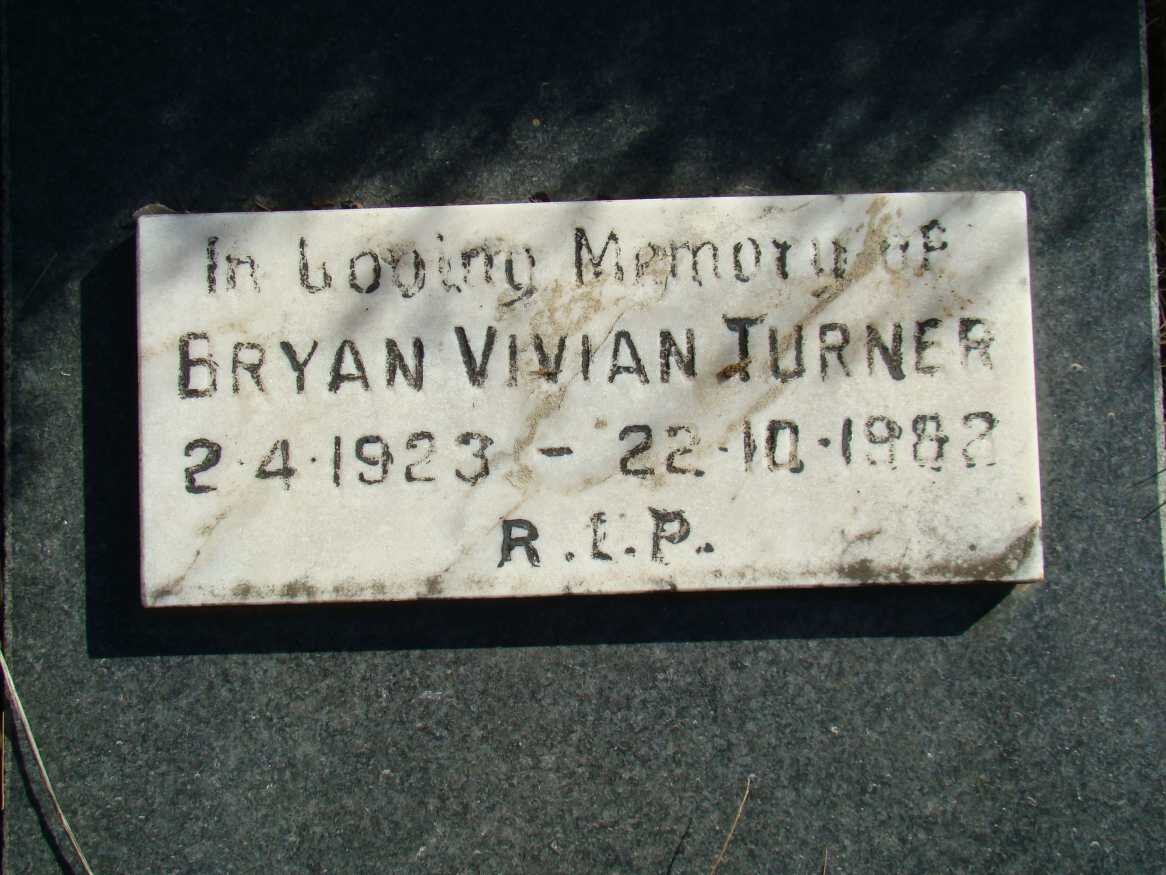 In Loving Memory of
BRYAN VIVIAN TURNER
2·4·1923 - 22·10·1982
R.I.P.